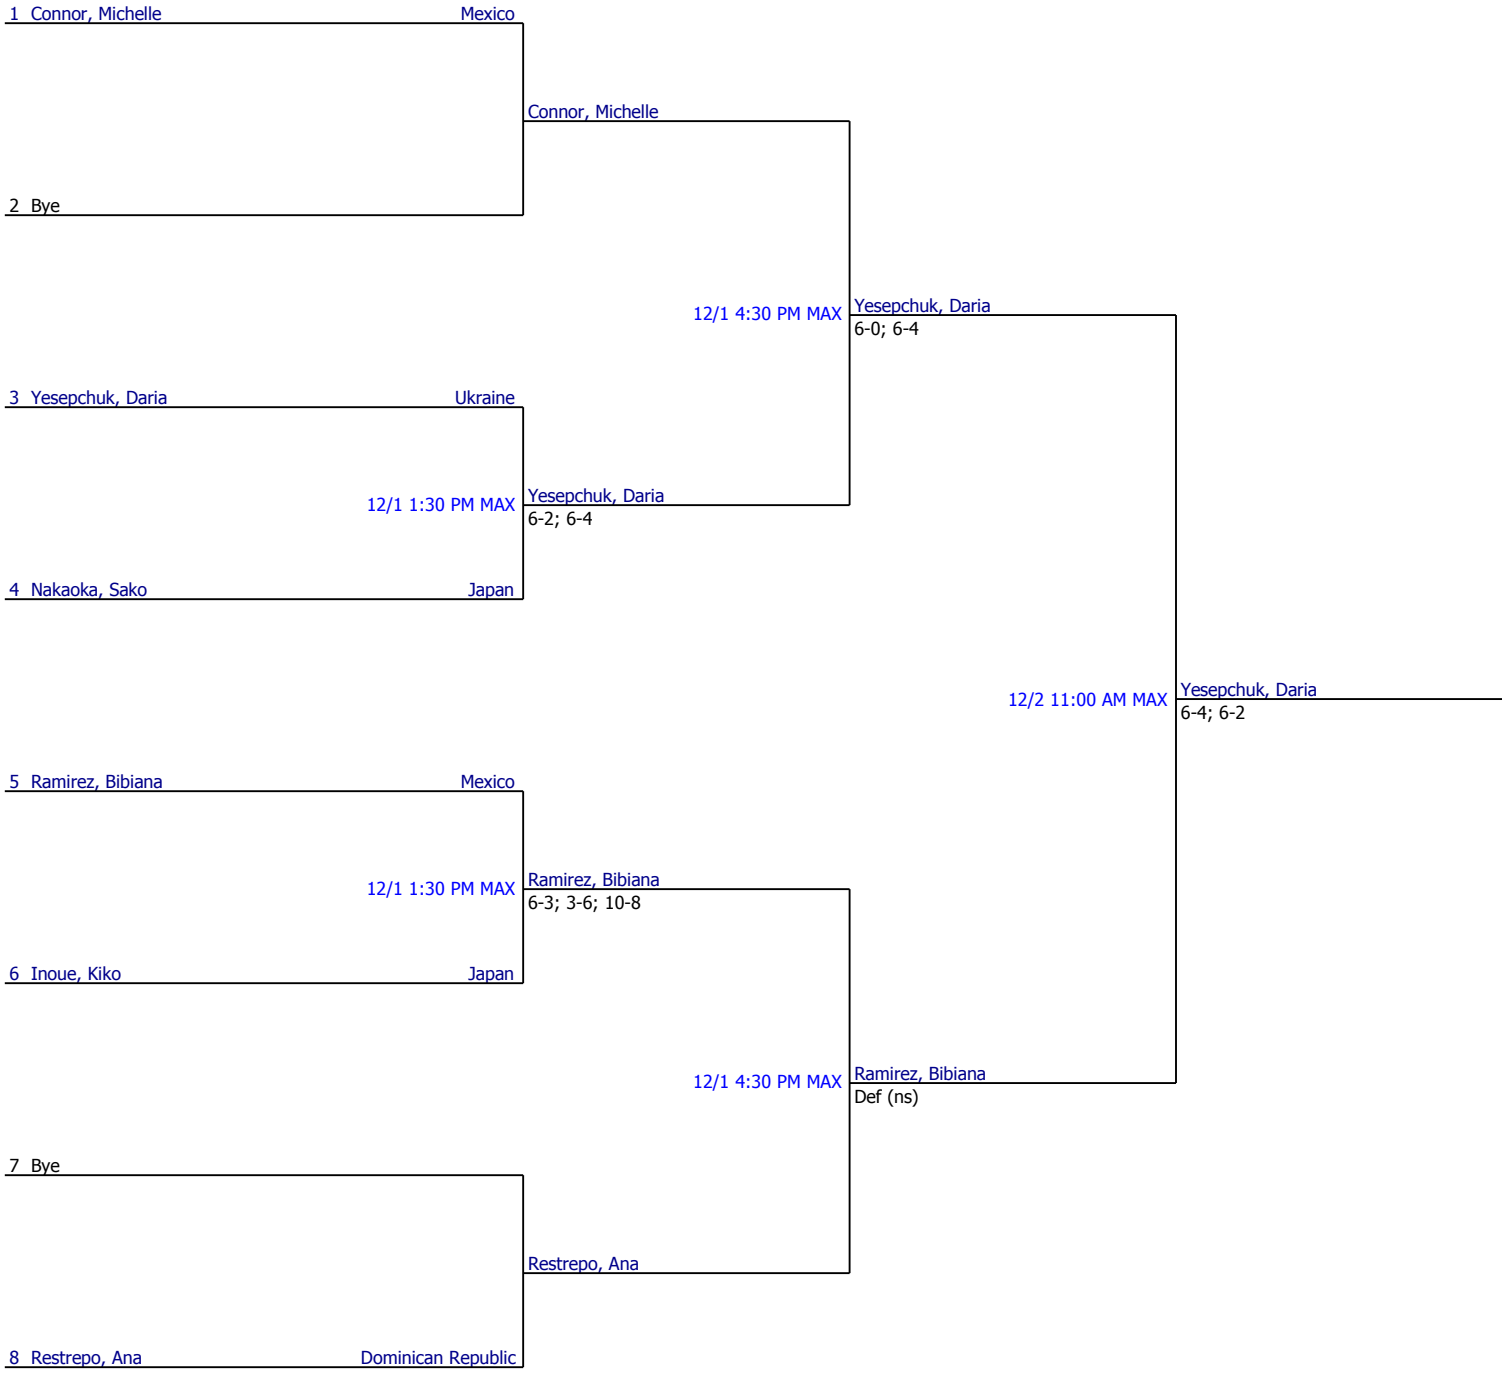 1 Connor, Michelle Mexico
Connor, Michelle
2 Bye
12/1 4:30 PM MAX Yesepchuk, Daria
6-0; 6-4
3 Yesepchuk, Daria Ukraine
12/1 1:30 PM MAX Yesepchuk, Daria
6-2; 6-4
4 Nakaoka, Sako Japan
12/2 11:00 AM MAX Yesepchuk, Daria
6-4; 6-2
5 Ramirez, Bibiana Mexico
12/1 1:30 PM MAX Ramirez, Bibiana
6-3; 3-6; 10-8
6 Inoue, Kiko Japan
12/1 4:30 PM MAX Ramirez, Bibiana
Def (ns)
7 Bye
Restrepo, Ana
8 Restrepo, Ana Dominican Republic